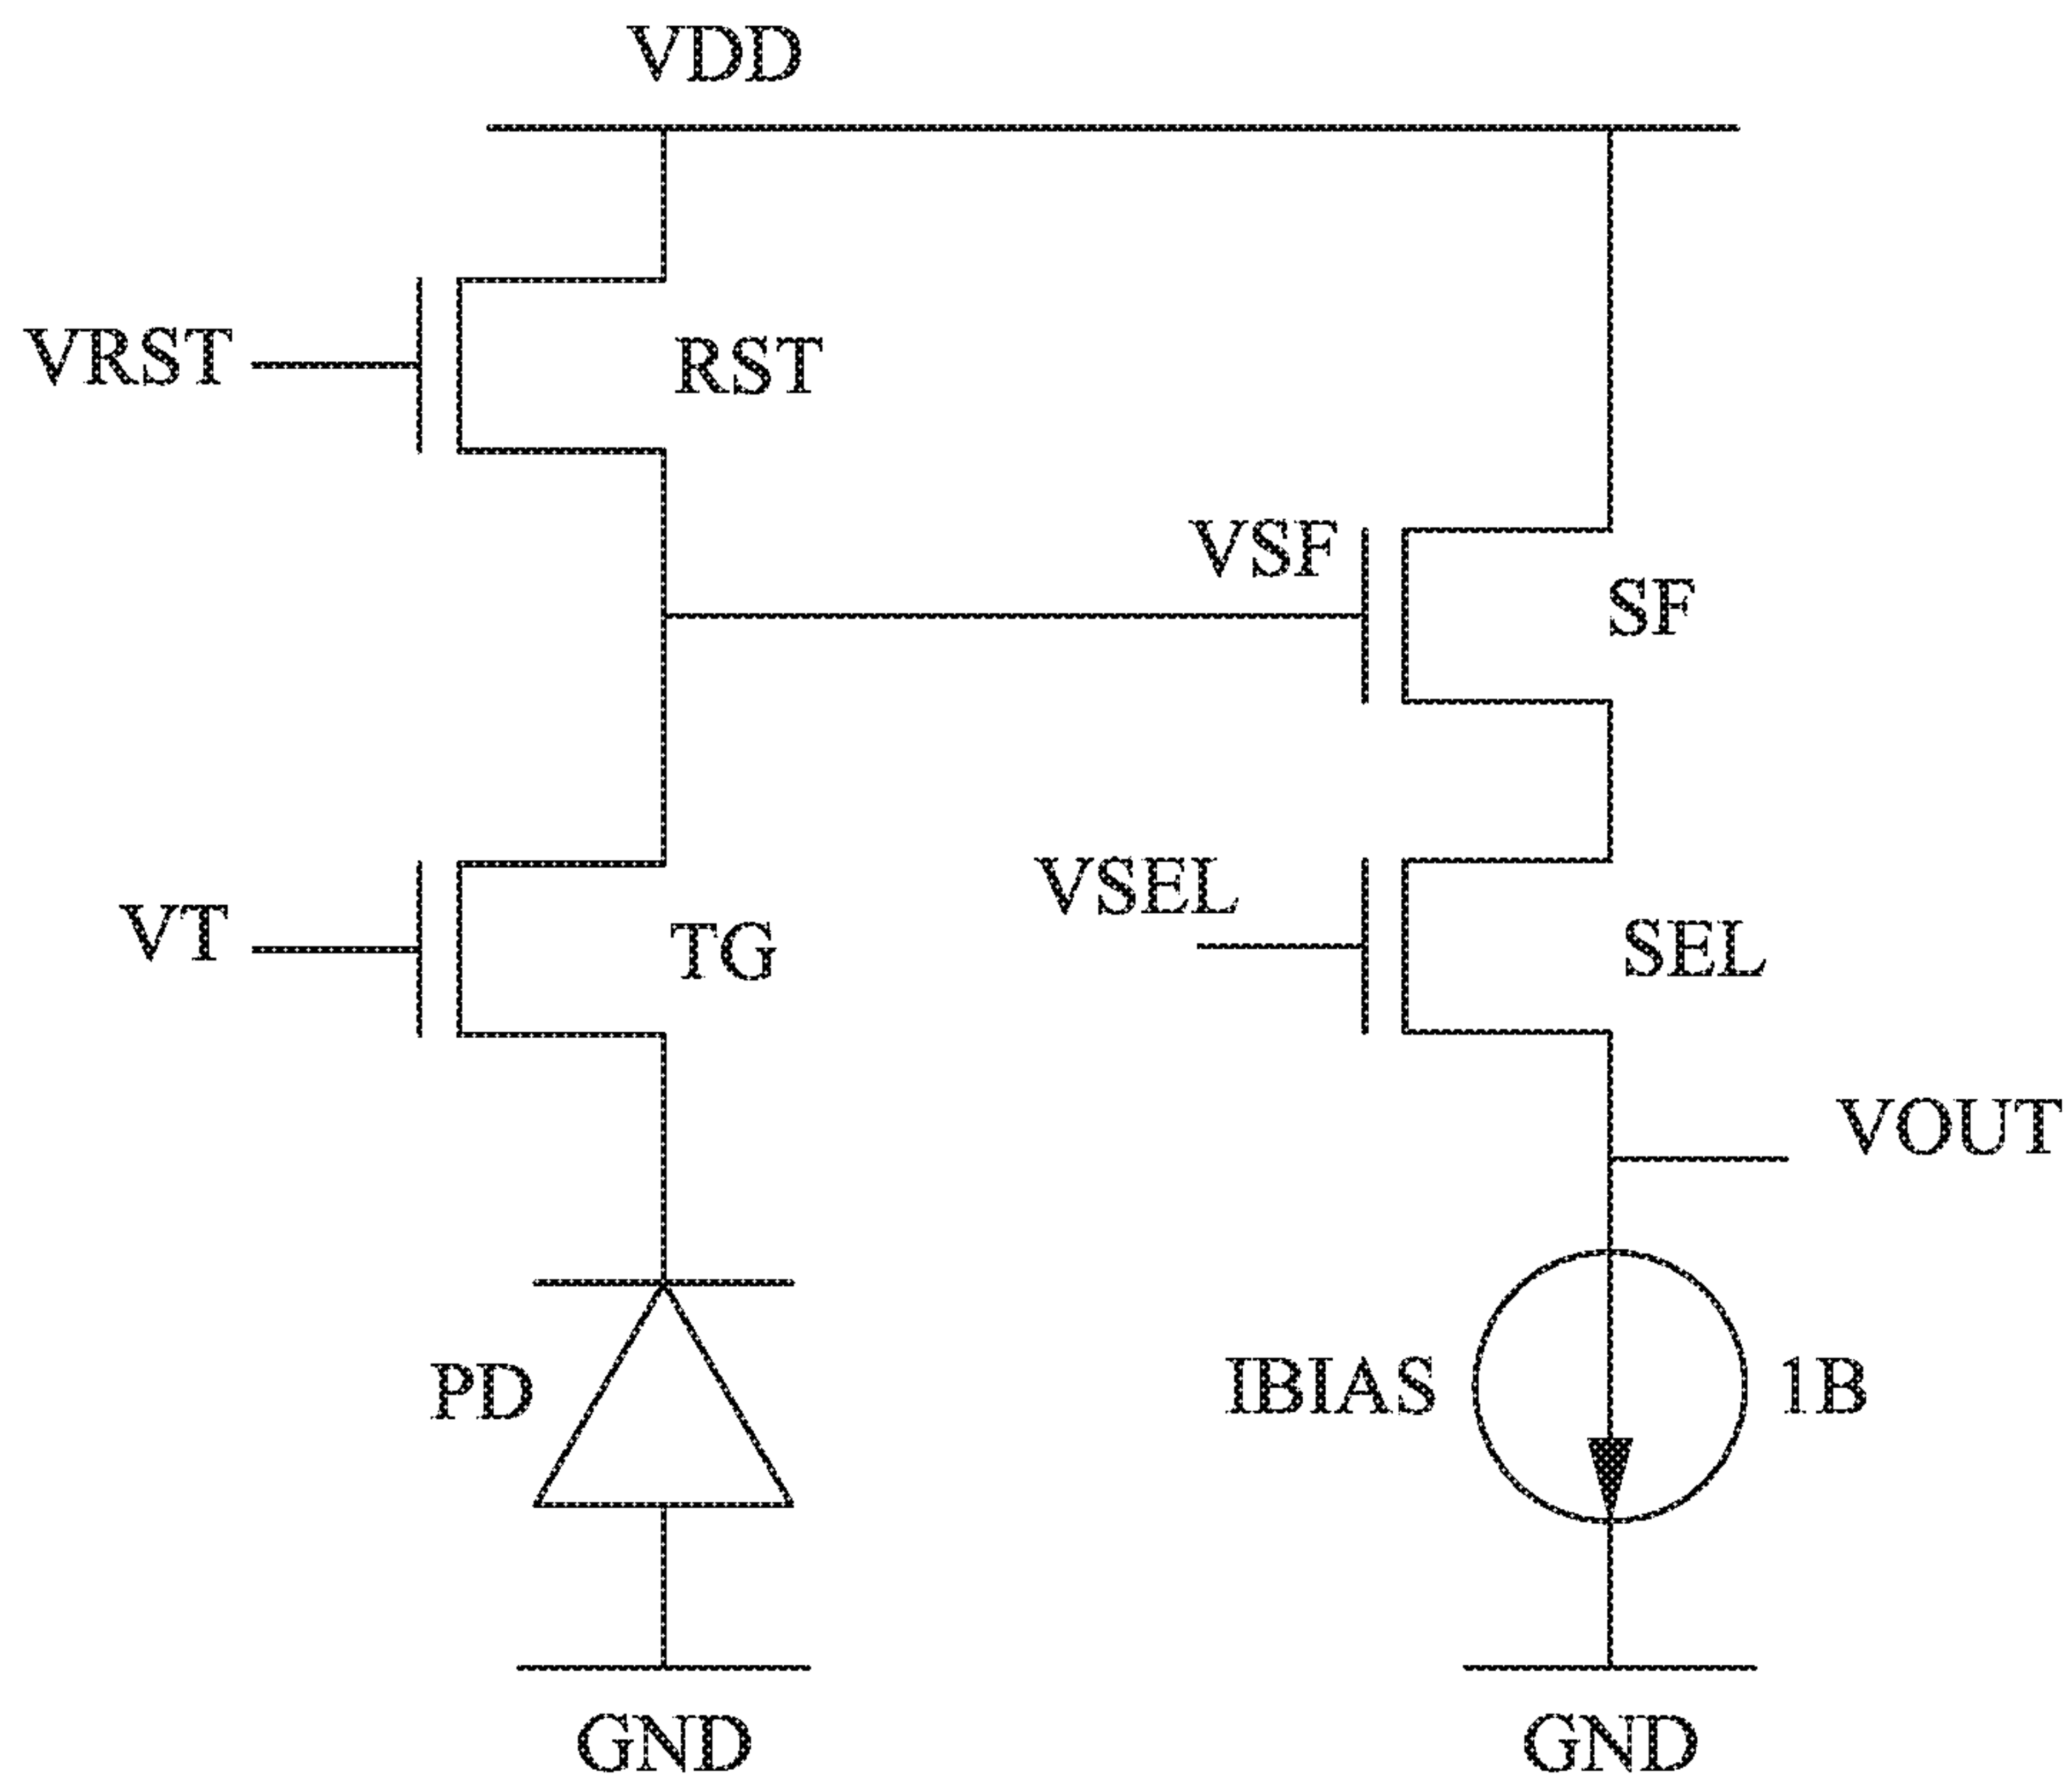 VDD
VRST
RST
VSF
SF
VT
TG
VSEL
SEL
VOUT
PD
IBIAS
1B
GND
GND